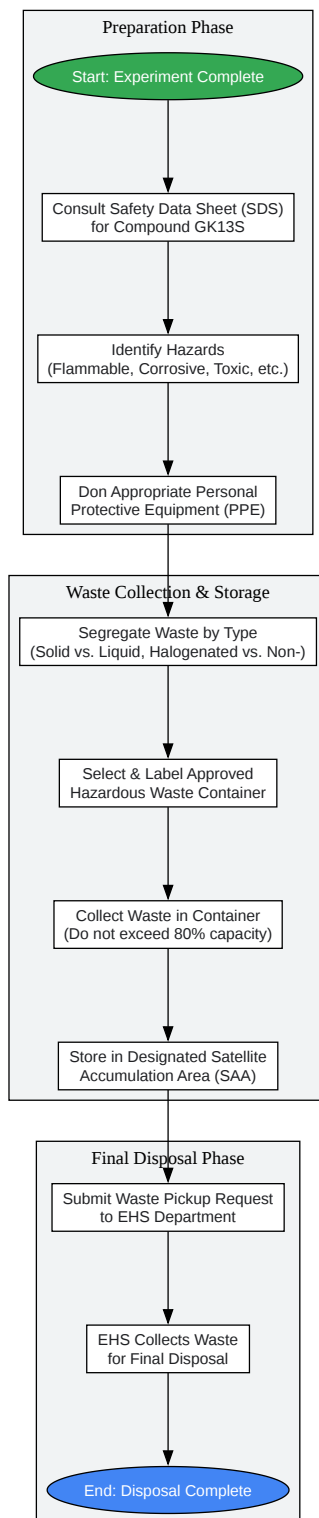 Preparation Phase
Start: Experiment Complete
Consult Safety Data Sheet (SDS)
for Compound GK13S
Identify Hazards
(Flammable, Corrosive, Toxic, etc.)
Don Appropriate Personal
Protective Equipment (PPE)
Waste Collection & Storage
Segregate Waste by Type
(Solid vs. Liquid, Halogenated vs. Non-)
Select & Label Approved
Hazardous Waste Container
Collect Waste in Container
(Do not exceed 80% capacity)
Store in Designated Satellite
Accumulation Area (SAA)
Final Disposal Phase
Submit Waste Pickup Request
to EHS Department
EHS Collects Waste
for Final Disposal
End: Disposal Complete